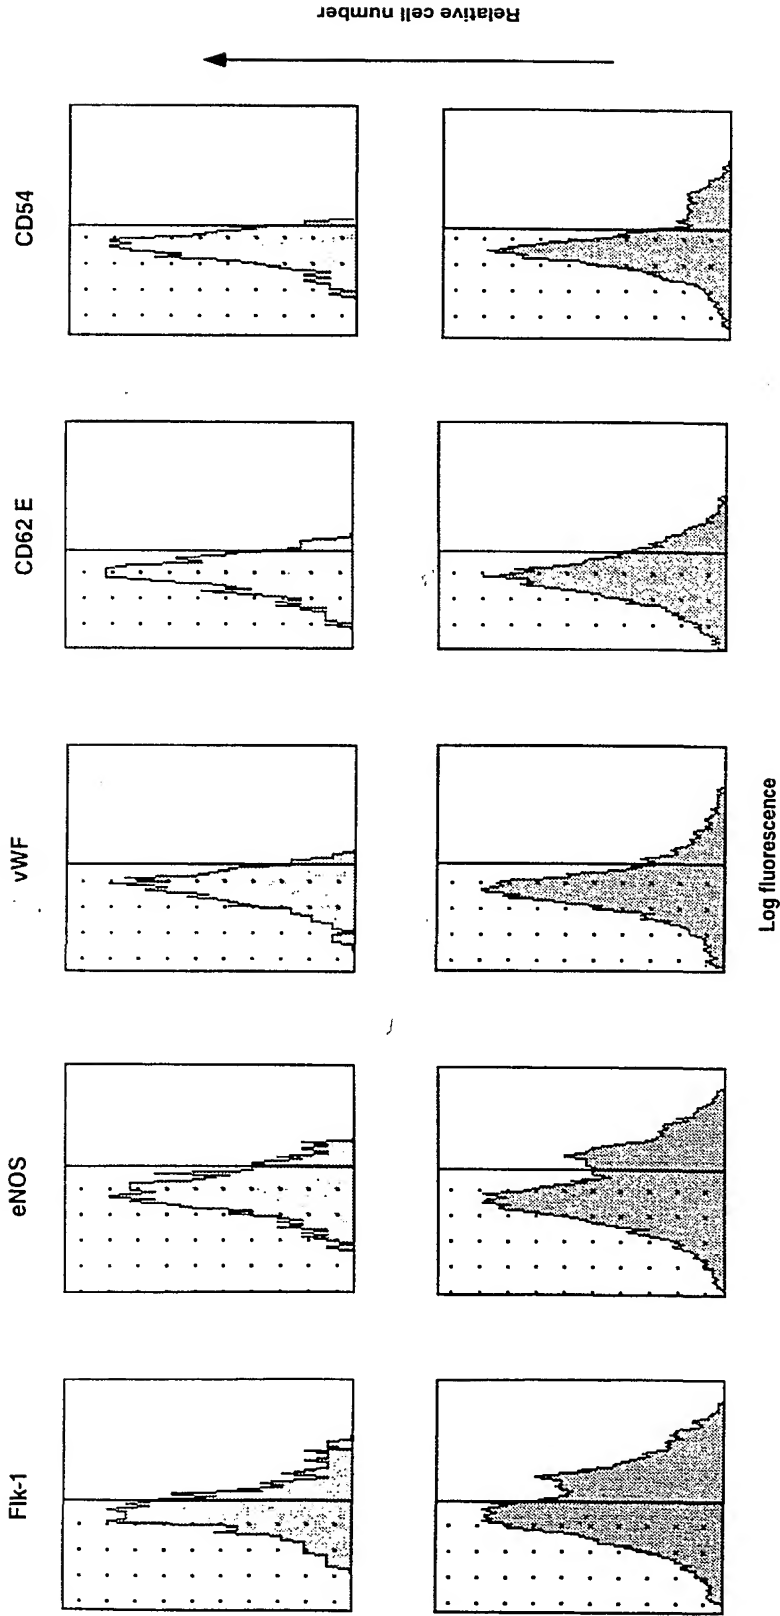 Flk-1
eNOS
vWF
CD62 E
CD54
Relative cell number
Log fluorescence